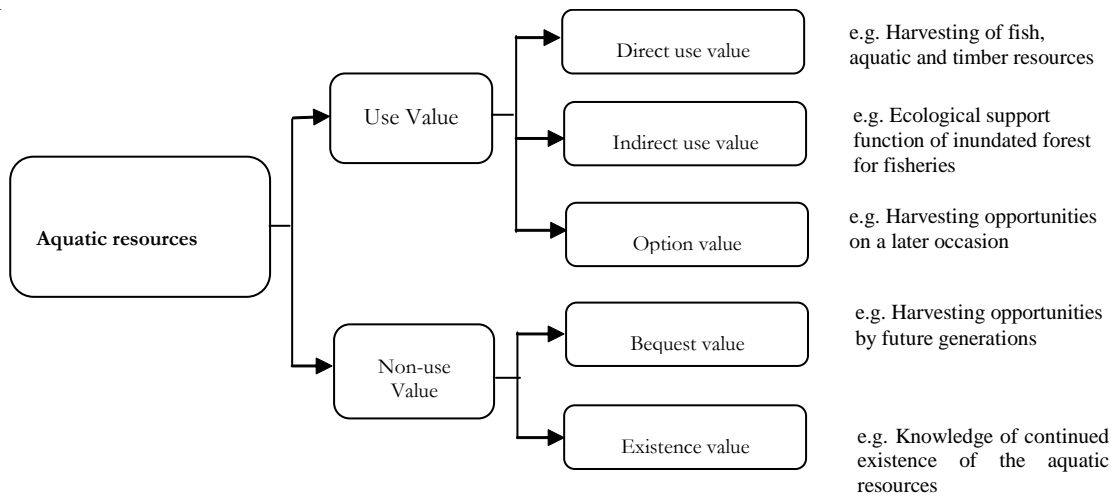 Direct use value
e.g. Harvesting of fish,
aquatic and timber resources
Use Value
Indirect use value
e.g. Ecological support
function of inundated forest
for fisheries
Aquatic resources
Option value
e.g. Harvesting opportunities
on a later occasion
Non-use
Value
Bequest value
e.g. Harvesting opportunities
by future generations
Existence value
e.g. Knowledge of continued
existence of the aquatic
resources